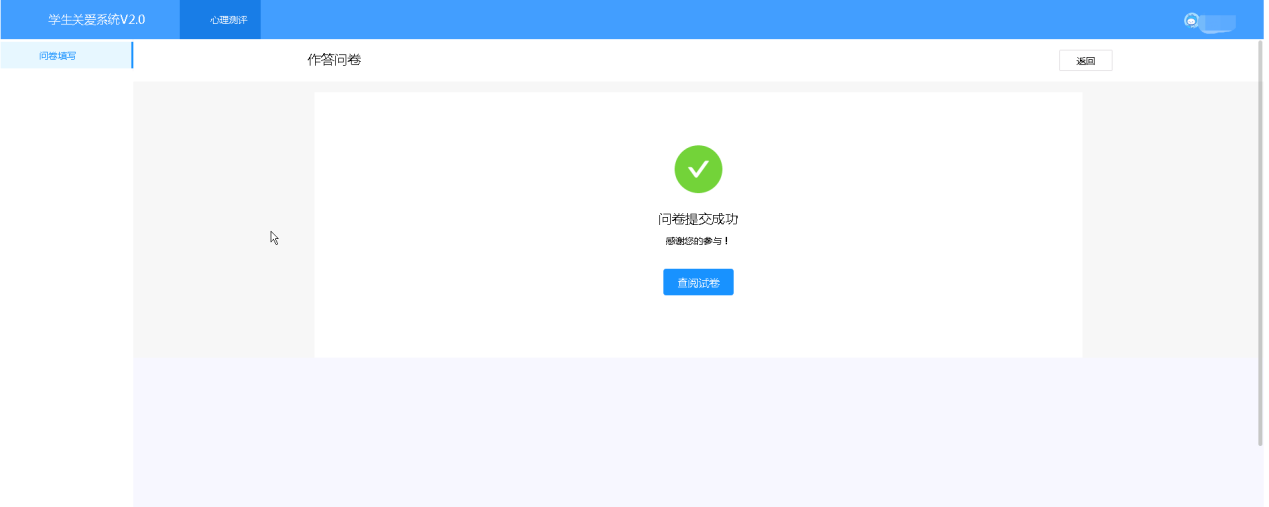 学生关爱系统V2.0
心理测评
问卷填写
作答问卷
返回
问卷提交成功
感谢您的参与！
查阅试卷